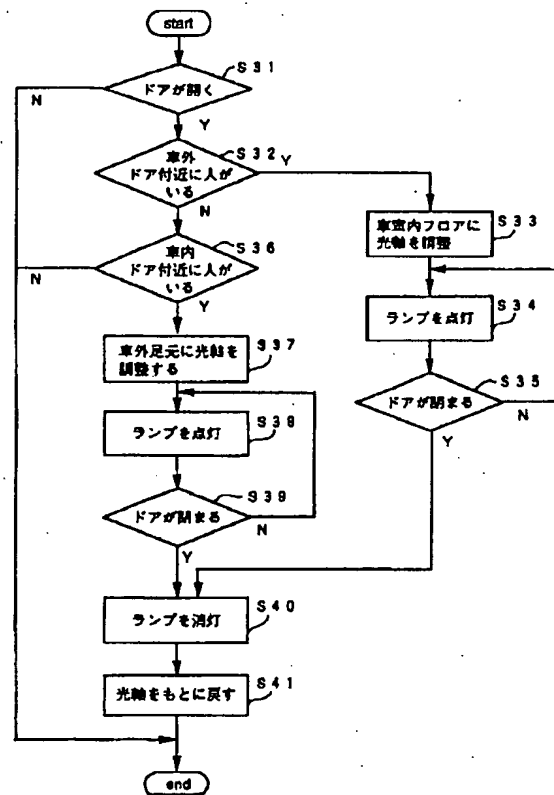 start
S31
ドアが開く
N
Y
S32
車外
ドア付近に人が
いる
Y
N
S33
車室内フロアに
光軸を調整
S36
車内
ドア付近に人が
いる
N
Y
S34
ランプを点灯
S37
車外足元に光軸を
調整する
S35
ドアが閉まる
N
Y
S38
ランプを点灯
S39
ドアが閉まる
N
Y
S40
ランプを消灯
S41
光軸をもとに戻す
end